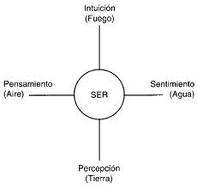 Intuición
(Fuego)
Pensamiento
(Aire)
SER
Sentimiento
(Agua)
Percepción
(Tierra)